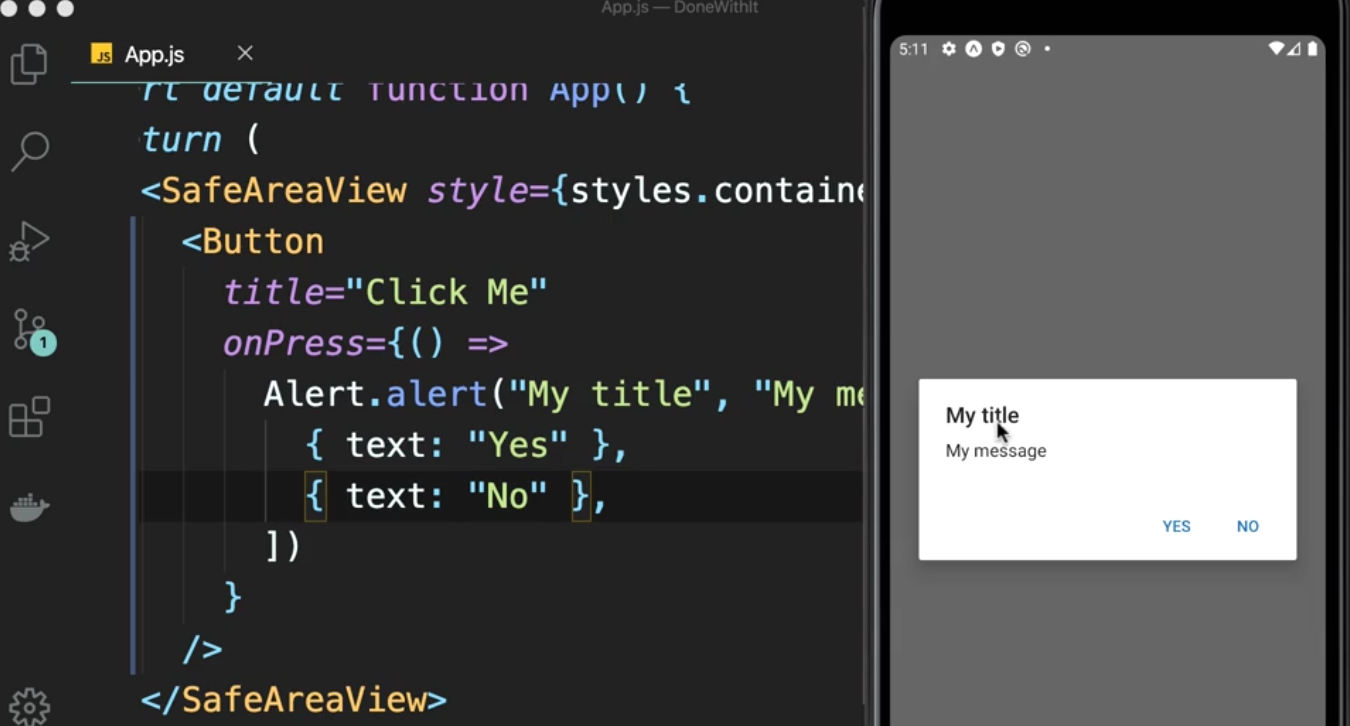 App.js — DoneWithIt
JS App.js
rt default function App() {
turn (
<SafeAreaView style={styles.containe
<Button
title="Click Me"
onPress={() =>
Alert.alert("My title", "My me
{ text: "Yes" },
{ text: "No" },
])
}
/>
</SafeAreaView>
1
5:11
My title
My message
YES NO